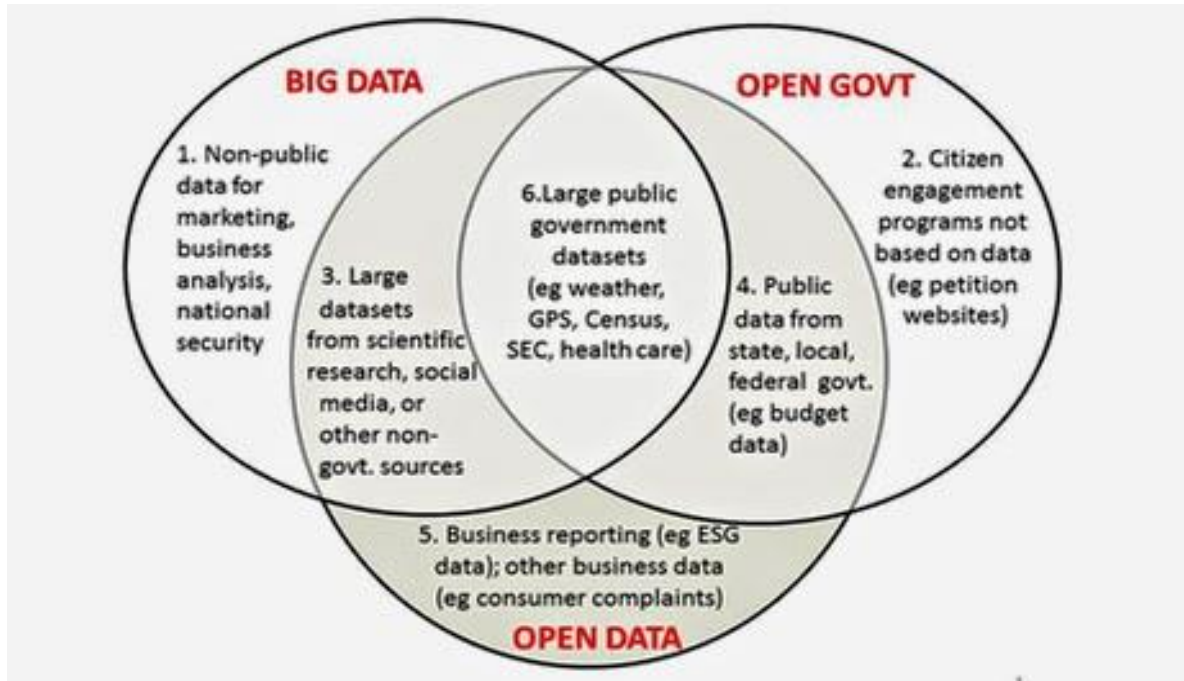 BIG DATA
OPEN GOVT
1. Non-public
data for
marketing,
business
analysis,
national
security
2. Citizen
engagement
programs not
based on data
(eg petition
websites)
6.Large public
government
datasets
(eg weather,
GPS, Census,
SEC, health care)
3. Large
datasets
from scientific
research, social
media, or
other non-
govt. sources
4. Public
data from
state, local,
federal govt.
(eg budget
data)
5. Business reporting (eg ESG
data); other business data
(eg consumer complaints)
OPEN DATA